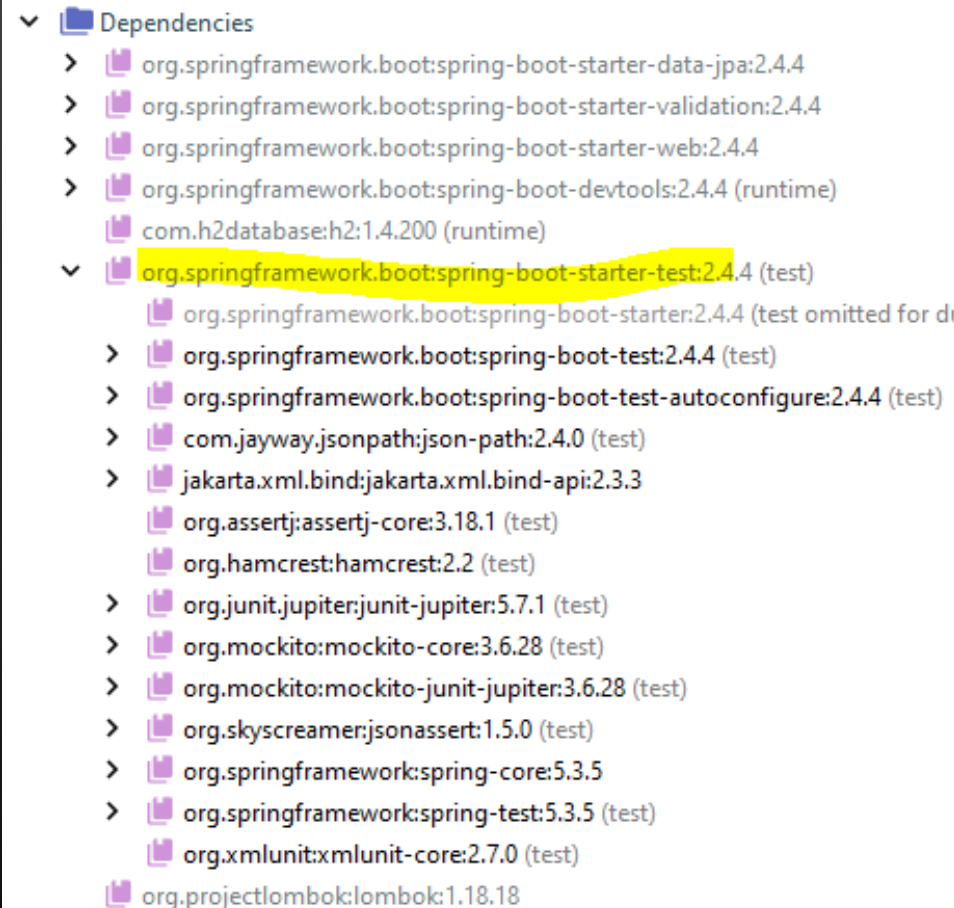 Dependencies
org.springframework.boot:spring-boot-starter-data-jpa:2.4.4
org.springframework.boot:spring-boot-starter-validation:2.4.4
org.springframework.boot:spring-boot-starter-web:2.4.4
org.springframework.boot:spring-boot-devtools:2.4.4 (runtime)
com.h2database:h2:1.4.200 (runtime)
org.springframework.boot:spring-boot-starter-test:2.4.4 (test)
org.springframework.boot:spring-boot-starter:2.4.4 (test omitted for du
org.springframework.boot:spring-boot-test:2.4.4 (test)
org.springframework.boot:spring-boot-test-autoconfigure:2.4.4 (test)
com.jayway.jsonpath:json-path:2.4.0 (test)
jakarta.xml.bind:jakarta.xml.bind-api:2.3.3
org.assertj:assertj-core:3.18.1 (test)
org.hamcrest:hamcrest:2.2 (test)
org.junit.jupiter:junit-jupiter:5.7.1 (test)
org.mockito:mockito-core:3.6.28 (test)
org.mockito:mockito-junit-jupiter:3.6.28 (test)
org.skyscreamer:jsonassert:1.5.0 (test)
org.springframework:spring-core:5.3.5
org.springframework:spring-test:5.3.5 (test)
org.xmlunit:xmlunit-core:2.7.0 (test)
org.projectlombok:lombok:1.18.18